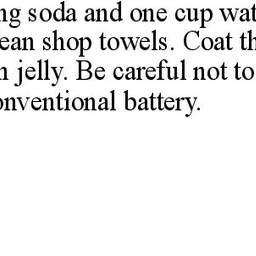 ng soda and one cup wat
ean shop towels. Coat th
n jelly. Be careful not to
onventional battery.